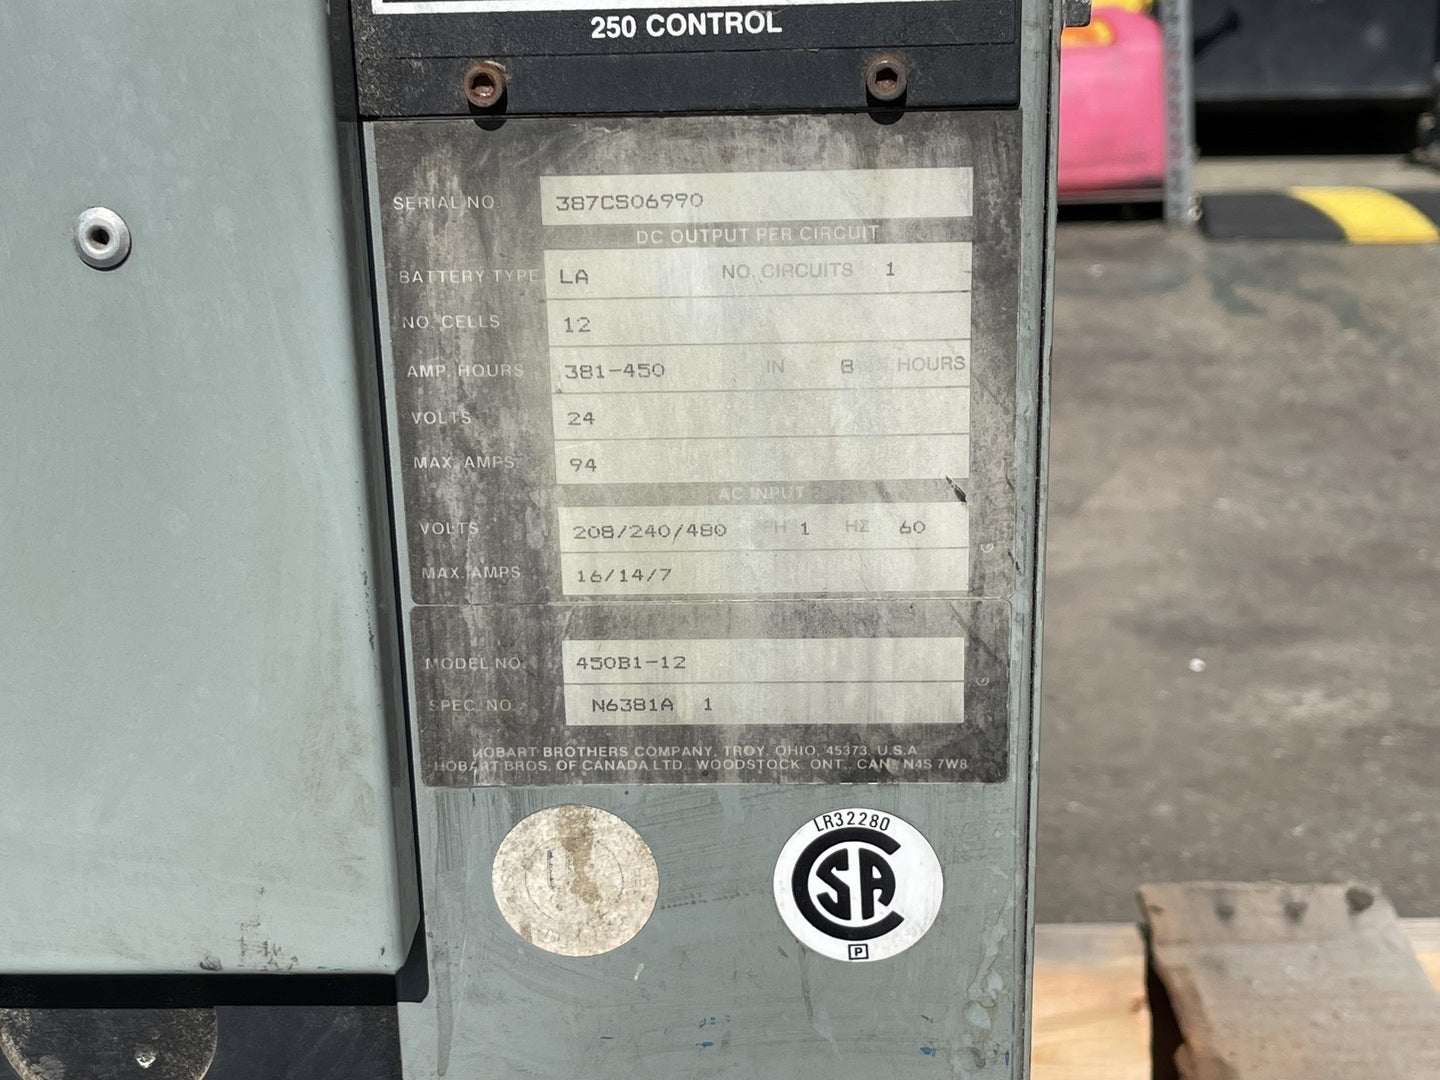 250 CONTROL
SERIAL NO. 387CS06990
DC OUTPUT PER CIRCUIT
BATTERY TYPE LA NO. CIRCUITS 1
NO. CELLS 12
AMP. HOURS 381-450 IN 8 HOURS
VOLTS 24
MAX. AMPS 94
AC INPUT
VOLTS 208/240/480 PH 1 HZ 60
MAX. AMPS 16/14/7
MODEL NO. 450B1-12
SPEC. NO. N6381A 1
HOBART BROTHERS COMPANY, TROY, OHIO, 45373, U.S.A
HOBART BROS. OF CANADA LTD., WOODSTOCK, ONT., CAN., N4S 7W8
LR32280
CSA
P